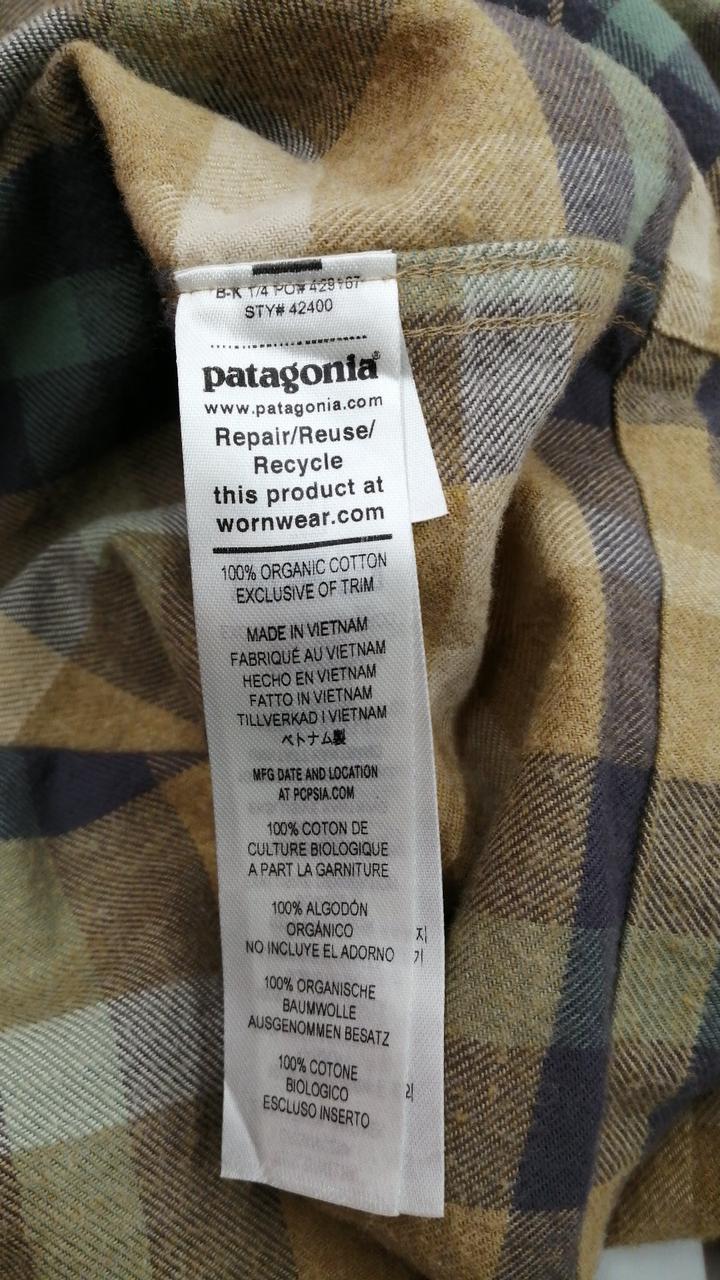 B-K 1/4 PO# 429167
STY# 42400
patagonia®
www.patagonia.com
Repair/Reuse/
Recycle
this product at
wornwear.com
100% ORGANIC COTTON
EXCLUSIVE OF TRIM
MADE IN VIETNAM
FABRIQUÉ AU VIETNAM
HECHO EN VIETNAM
FATTO IN VIETNAM
TILLVERKAD I VIETNAM
ベトナム製
MFG DATE AND LOCATION
AT PCPSIA.COM
100% COTON DE
CULTURE BIOLOGIQUE
A PART LA GARNITURE
100% ALGODÓN
ORGÁNICO
NO INCLUYE EL ADORNO
100% ORGANISCHE
BAUMWOLLE
AUSGENOMMEN BESATZ
100% COTONE
BIOLOGICO
ESCLUSO INSERTO